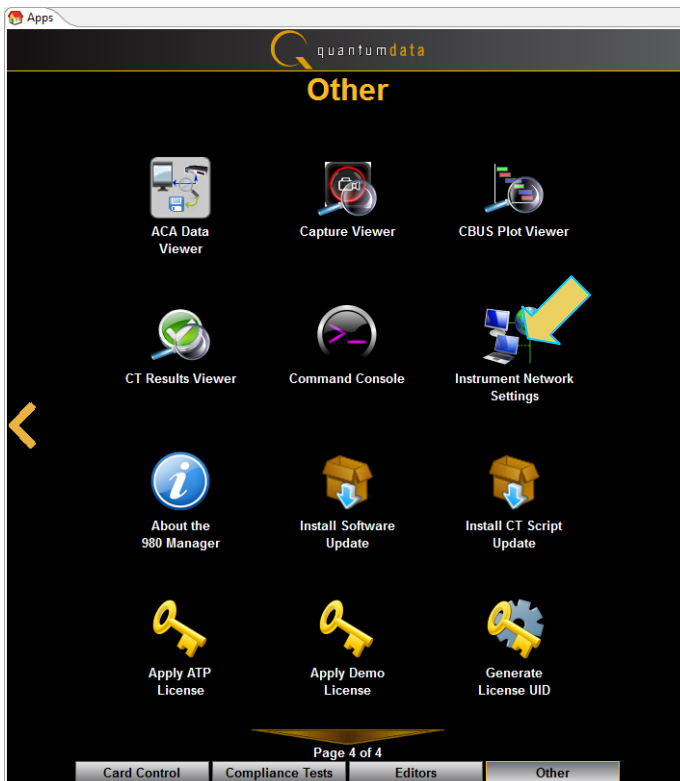 Apps
quantumdata
Other
ACA Data
Viewer
Capture Viewer
CBUS Plot Viewer
CT Results Viewer
Command Console
Instrument Network
Settings
About the
980 Manager
Install Software
Update
Install CT Script
Update
Apply ATP
License
Apply Demo
License
Generate
License UID
Page 4 of 4
Card Control
Compliance Tests
Editors
Other